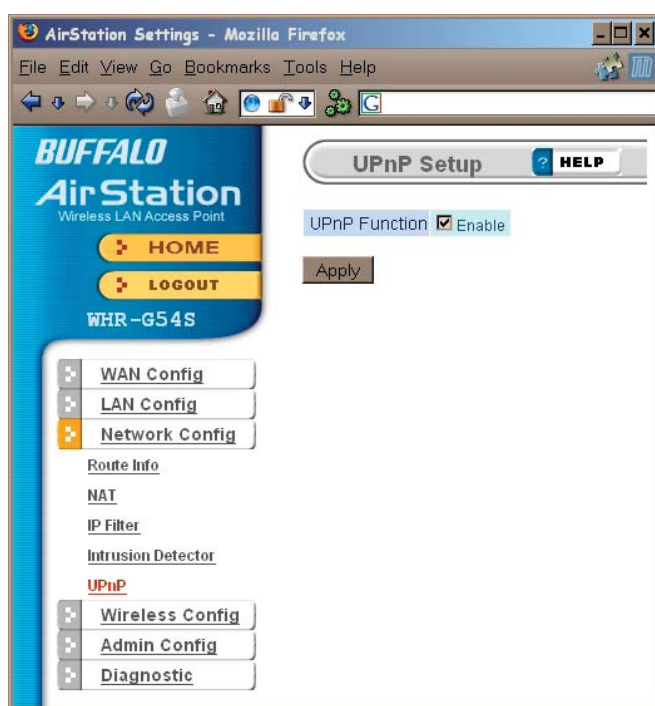 AirStation Settings - Mozilla Firefox
File Edit View Go Bookmarks Tools Help
G
BUFFALO
AirStation
Wireless LAN Access Point
HOME
LOGOUT
WHR-G54S
WAN Config
LAN Config
Network Config
Route Info
NAT
IP Filter
Intrusion Detector
UPnP
Wireless Config
Admin Config
Diagnostic
UPnP Setup ? HELP
UPnP Function Enable
Apply